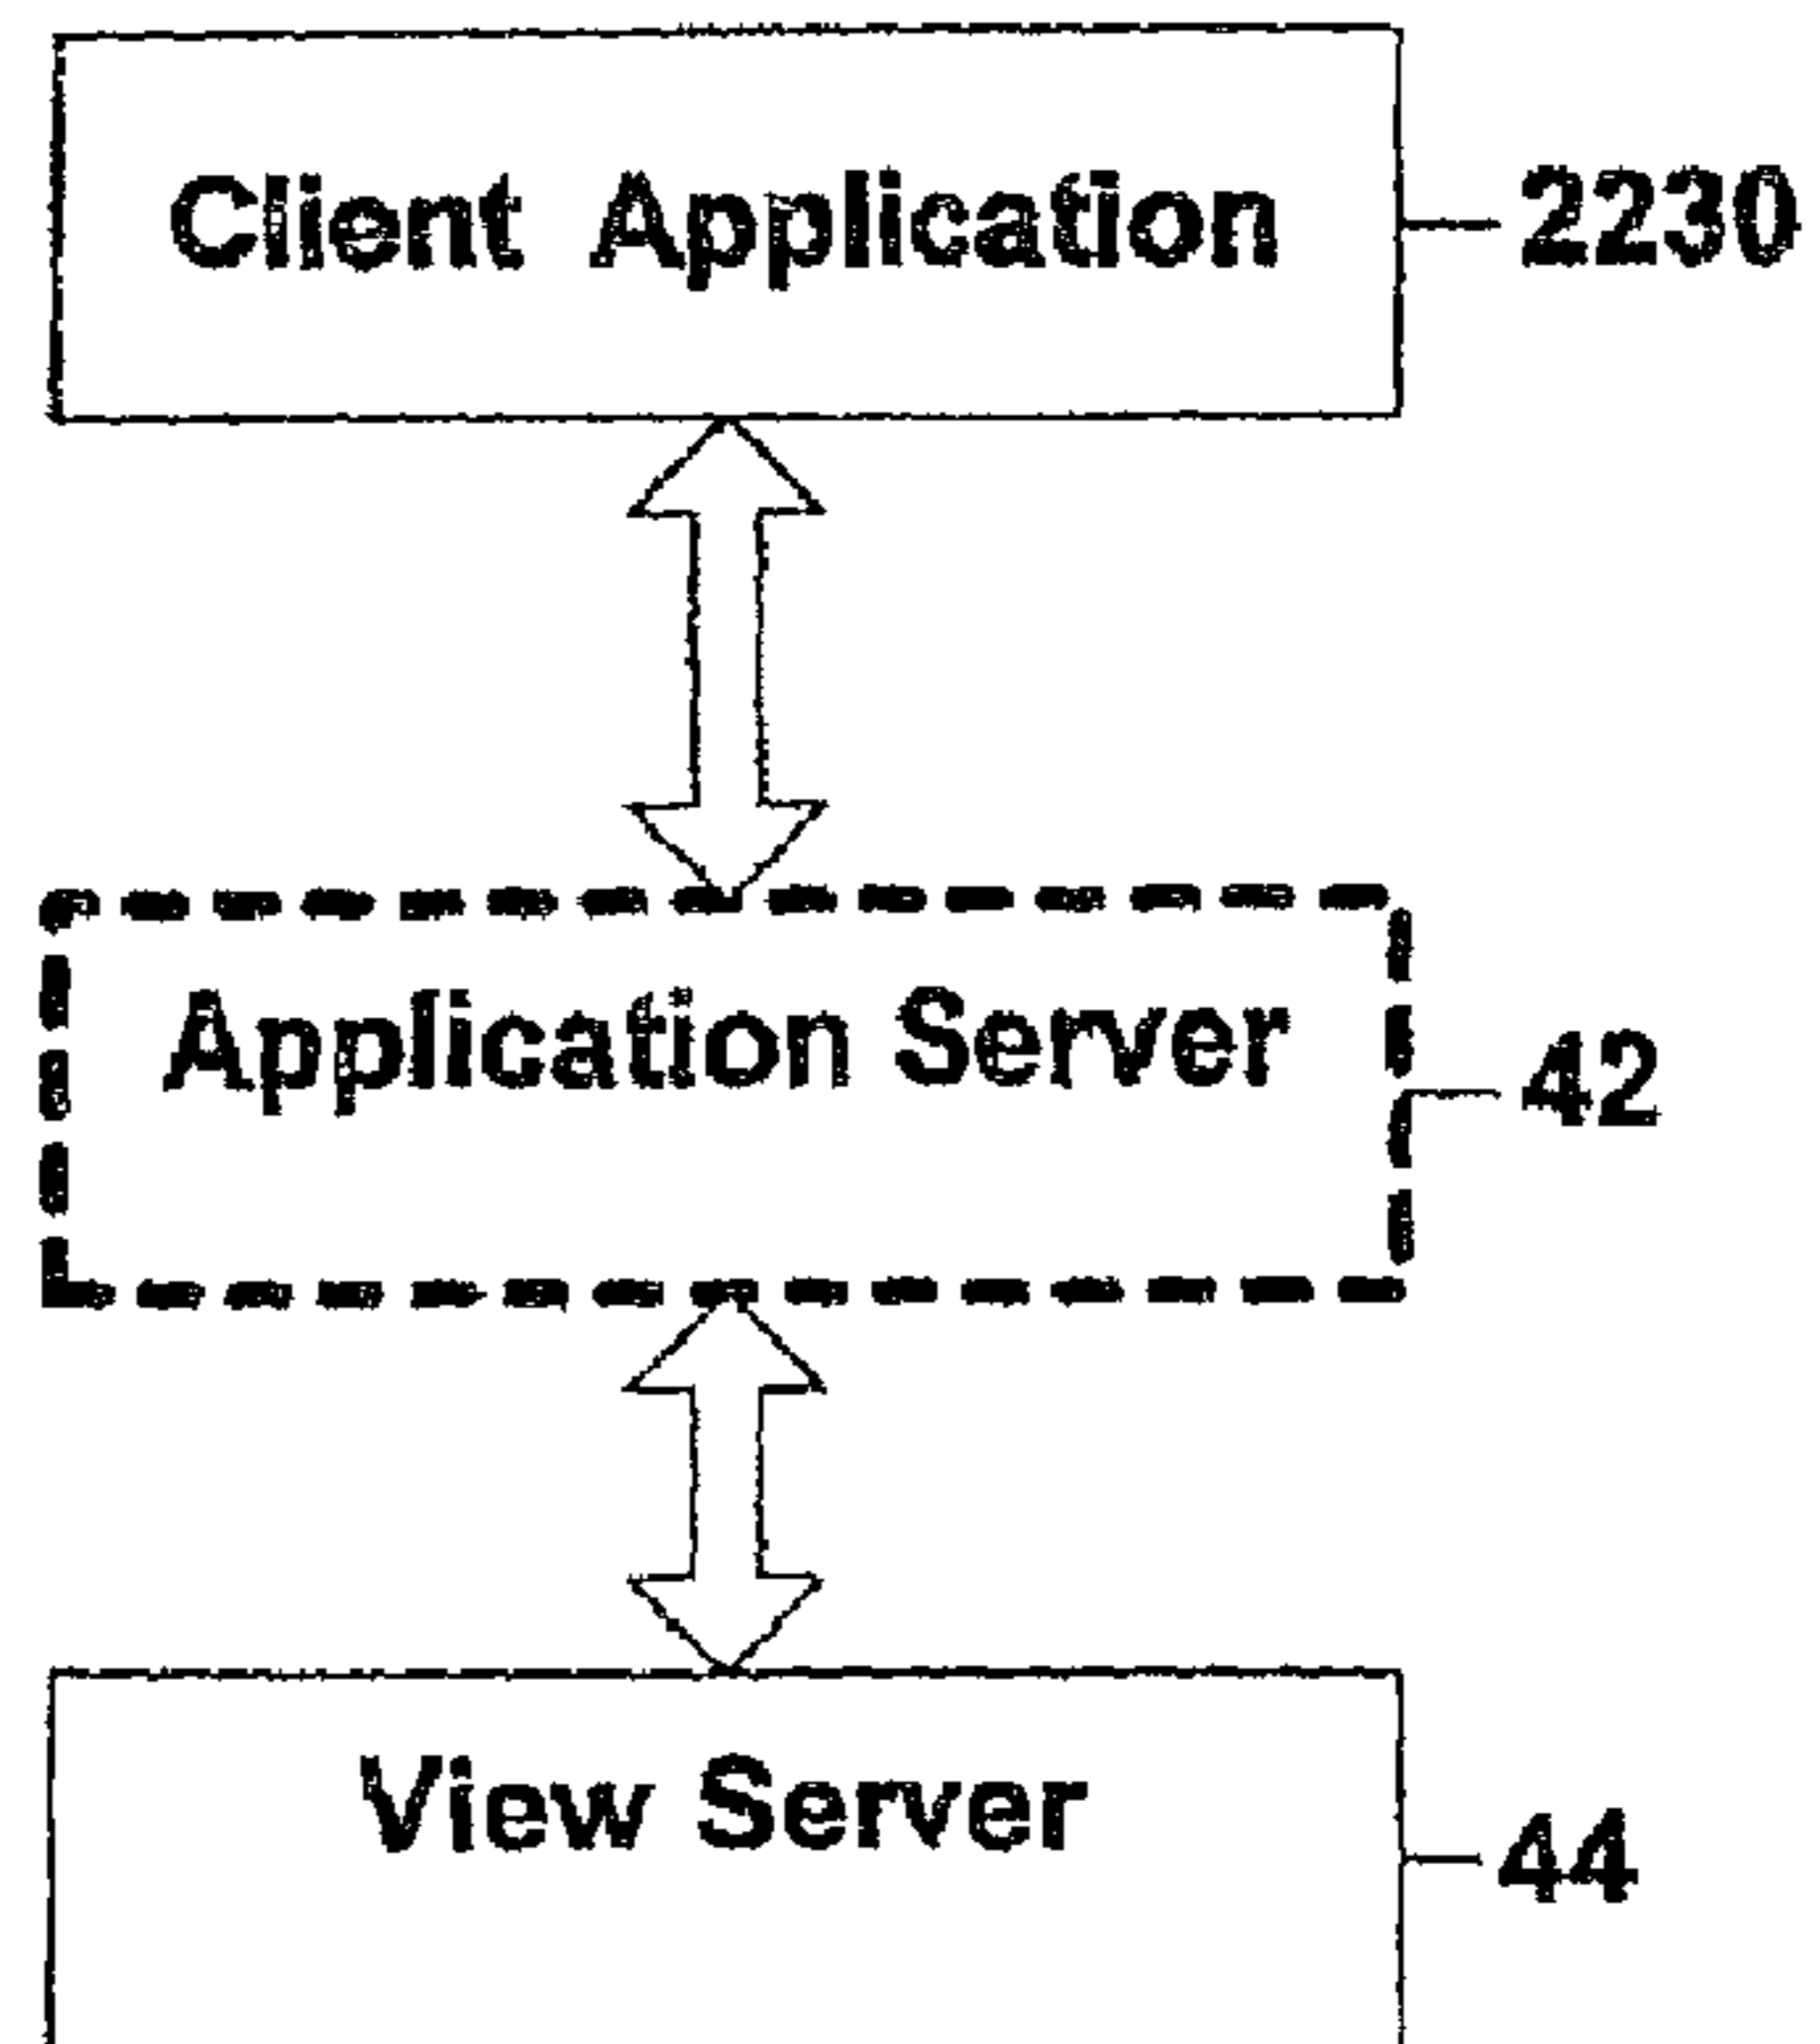 Client Application
2230
Application Server
42
View Server
44